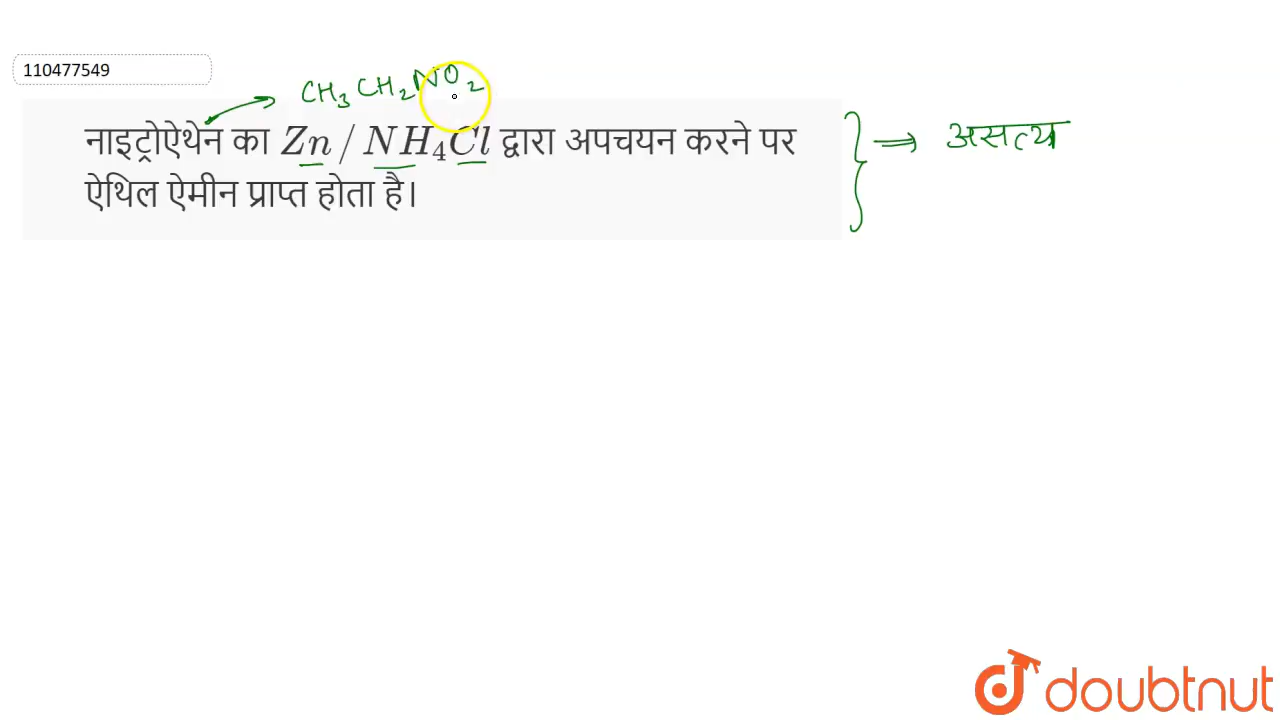 110477549
CH₃CH₂NO₂
नाइट्रोऐथेन का Zn/NH₄Cl द्वारा अपचयन करने पर
ऐथिल ऐमीन प्राप्त होता है।
} ⇒ असत्य
doubtnut